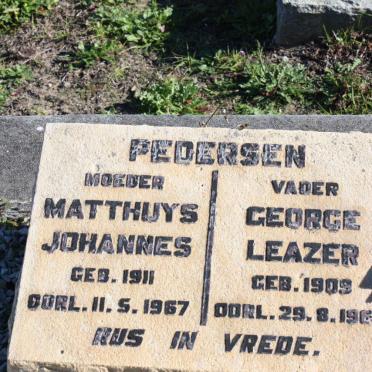 PEDERSEN
MOEDER
MATTHUYS
JOHANNES
GEB. 1911
OORL. 11. 5. 1967
VADER
GEORGE
LEAZER
GEB. 1909
OORL. 29. 8.
RUS IN VREDE.